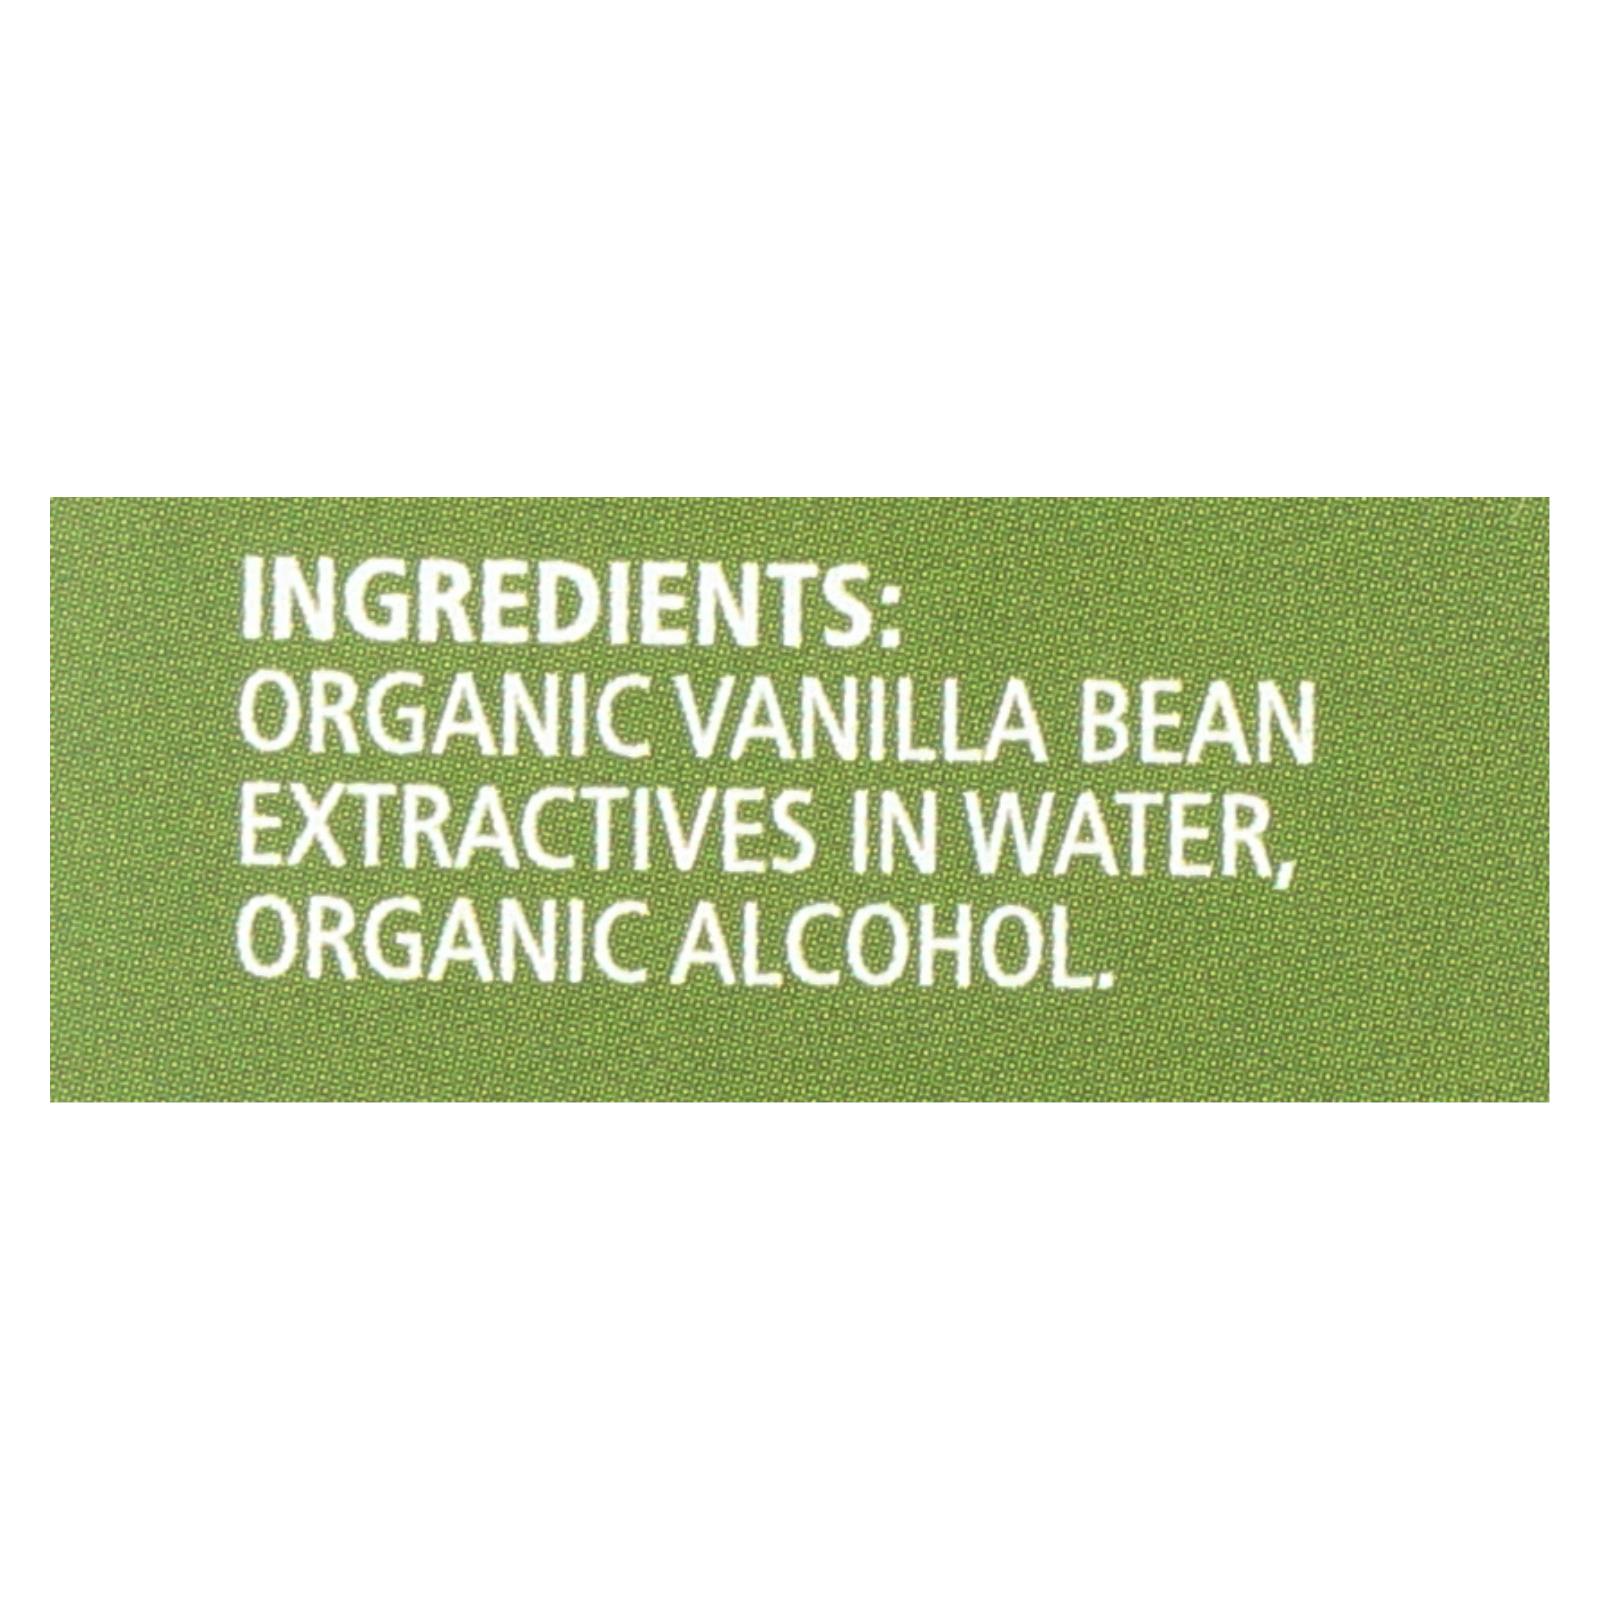 INGREDIENTS:
ORGANIC VANILLA BEAN
EXTRACTIVES IN WATER,
ORGANIC ALCOHOL.